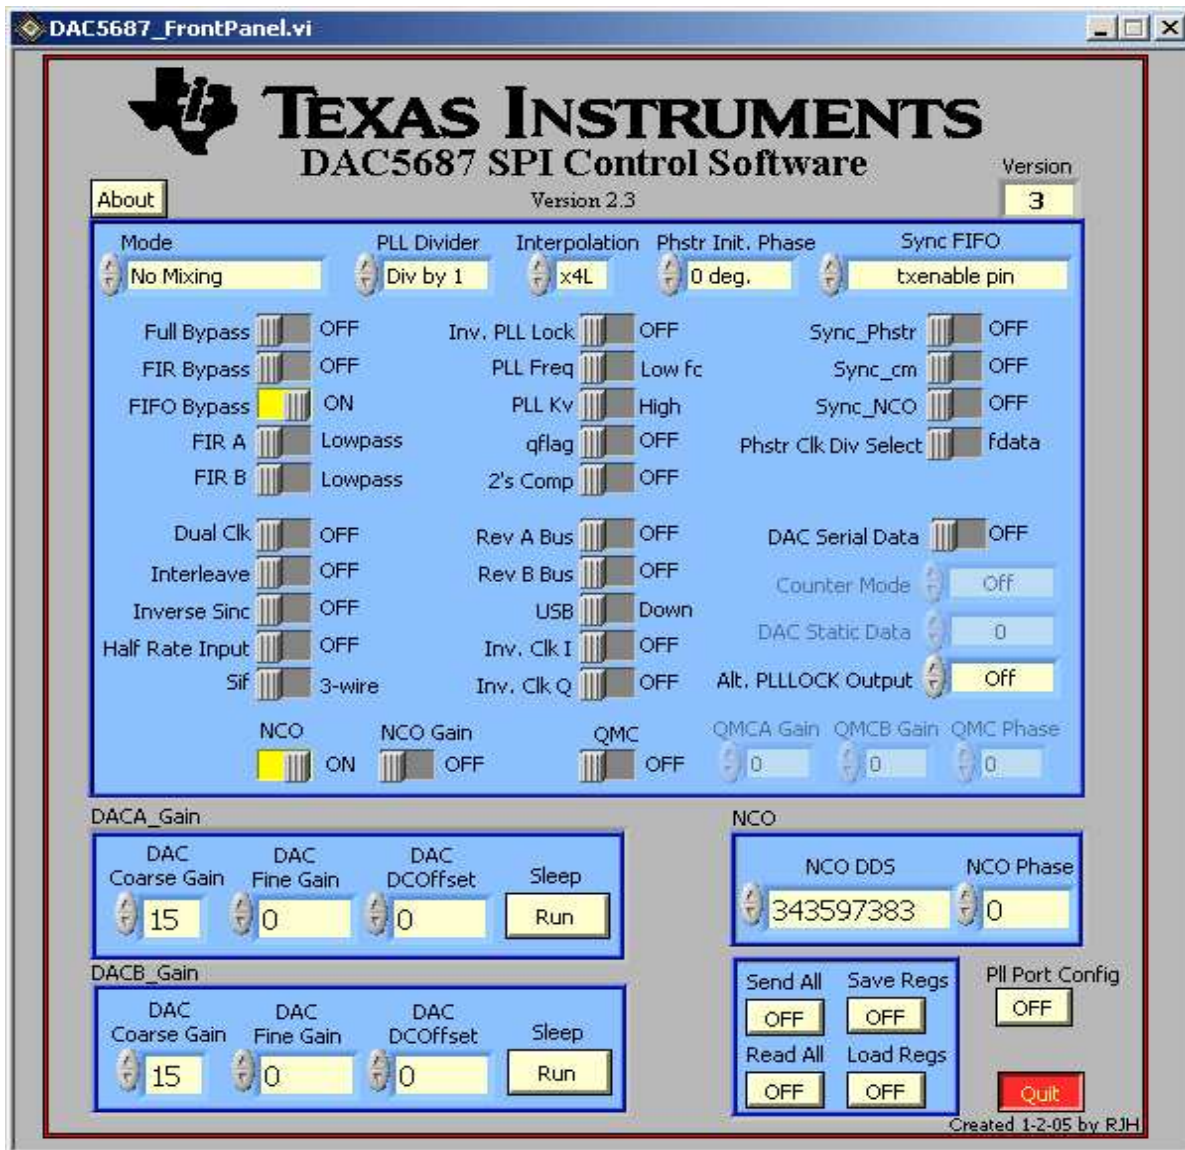 DAC5687_FrontPanel.vi
TEXAS INSTRUMENTS
DAC5687 SPI Control Software
Version
About
Version 2.3
3
Mode PLL Divider Interpolation Phstr Init. Phase Sync FIFO
No Mixing Div by 1 x4L 0 deg. txenable pin
Full Bypass OFF Inv. PLL Lock OFF Sync_Phstr OFF
FIR Bypass OFF PLL Freq Low fc Sync_cm OFF
FIFO Bypass ON PLL Kv High Sync_NCO OFF
FIR A Lowpass qflag OFF Phstr Clk Div Select fdata
FIR B Lowpass 2's Comp OFF
Dual Clk OFF Rev A Bus OFF DAC Serial Data OFF
Interleave OFF Rev B Bus OFF Counter Mode Off
Inverse Sinc OFF USB Down DAC Static Data 0
Half Rate Input OFF Inv. Clk I OFF Alt. PLLLOCK Output Off
Sif 3-wire Inv. Clk Q OFF
NCO NCO Gain QMC QMCA Gain QMCB Gain QMC Phase
ON OFF OFF 0 0 0
DACA_Gain
DAC Coarse Gain DAC Fine Gain DAC DCOffset Sleep
15 0 0 Run
NCO
NCO DDS NCO Phase
343597383 0
DACB_Gain
DAC Coarse Gain DAC Fine Gain DAC DCOffset Sleep
15 0 0 Run
Send All Save Regs Pll Port Config
OFF OFF OFF
Read All Load Regs
OFF OFF Quit
Created 1-2-05 by RJH